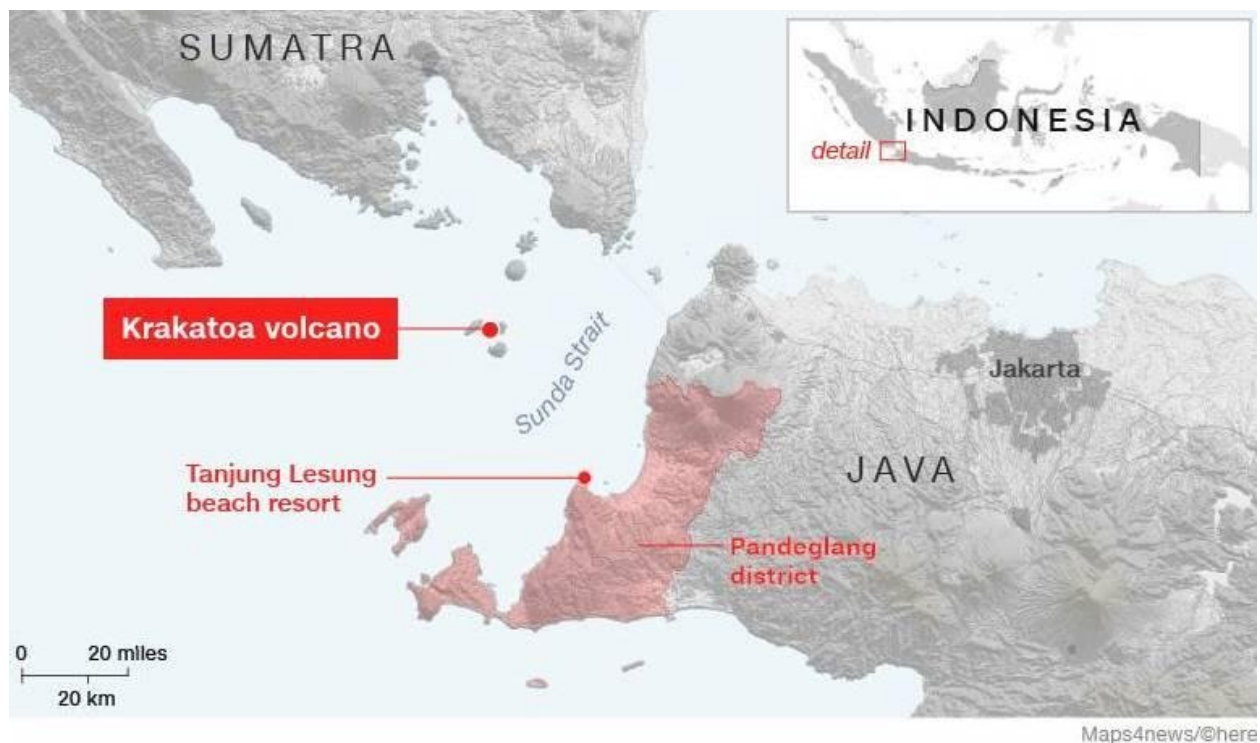 SUMATRA
INDONESIA
detail
Krakatoa volcano
Sunda Strait
Jakarta
JAVA
Tanjung Lesung
beach resort
Pandeglang
district
0 20 miles
20 km
Maps4news/©here